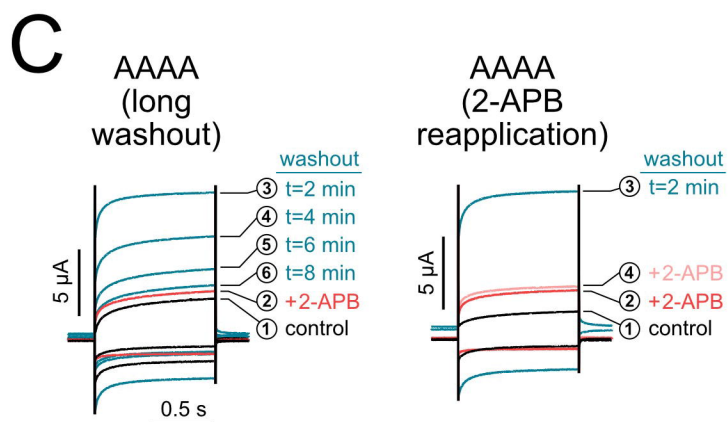 C
AAAA
(long
washout)
washout
③ t=2 min
④ t=4 min
⑤ t=6 min
⑥ t=8 min
② +2-APB
① control
5 μA
0.5 s
AAAA
(2-APB
reapplication)
washout
③ t=2 min
④ +2-APB
② +2-APB
① control
5 μA